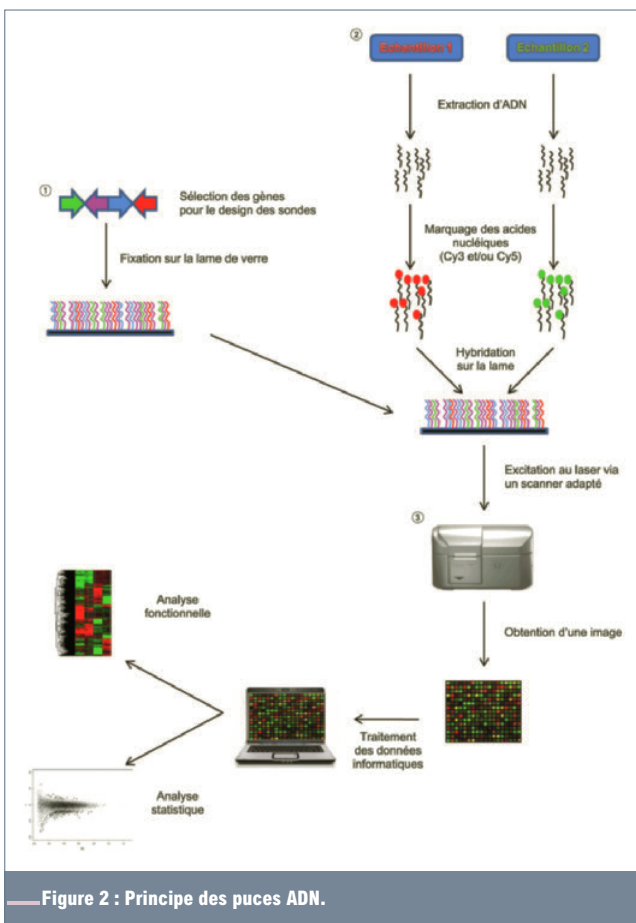 ②
Echantillon 1
Echantillon 2
Extraction d'ADN
①
Sélection des gènes
pour le design des sondes
Marquage des acides
nucléiques
(Cy3 et/ou Cy5)
Fixation sur la lame de verre
Hybridation
sur la lame
Excitation au laser via
un scanner adapté
③
Analyse
fonctionnelle
Obtention d'une image
Traitement
des données
informatiques
Analyse
statistique
Figure 2 : Principe des puces ADN.